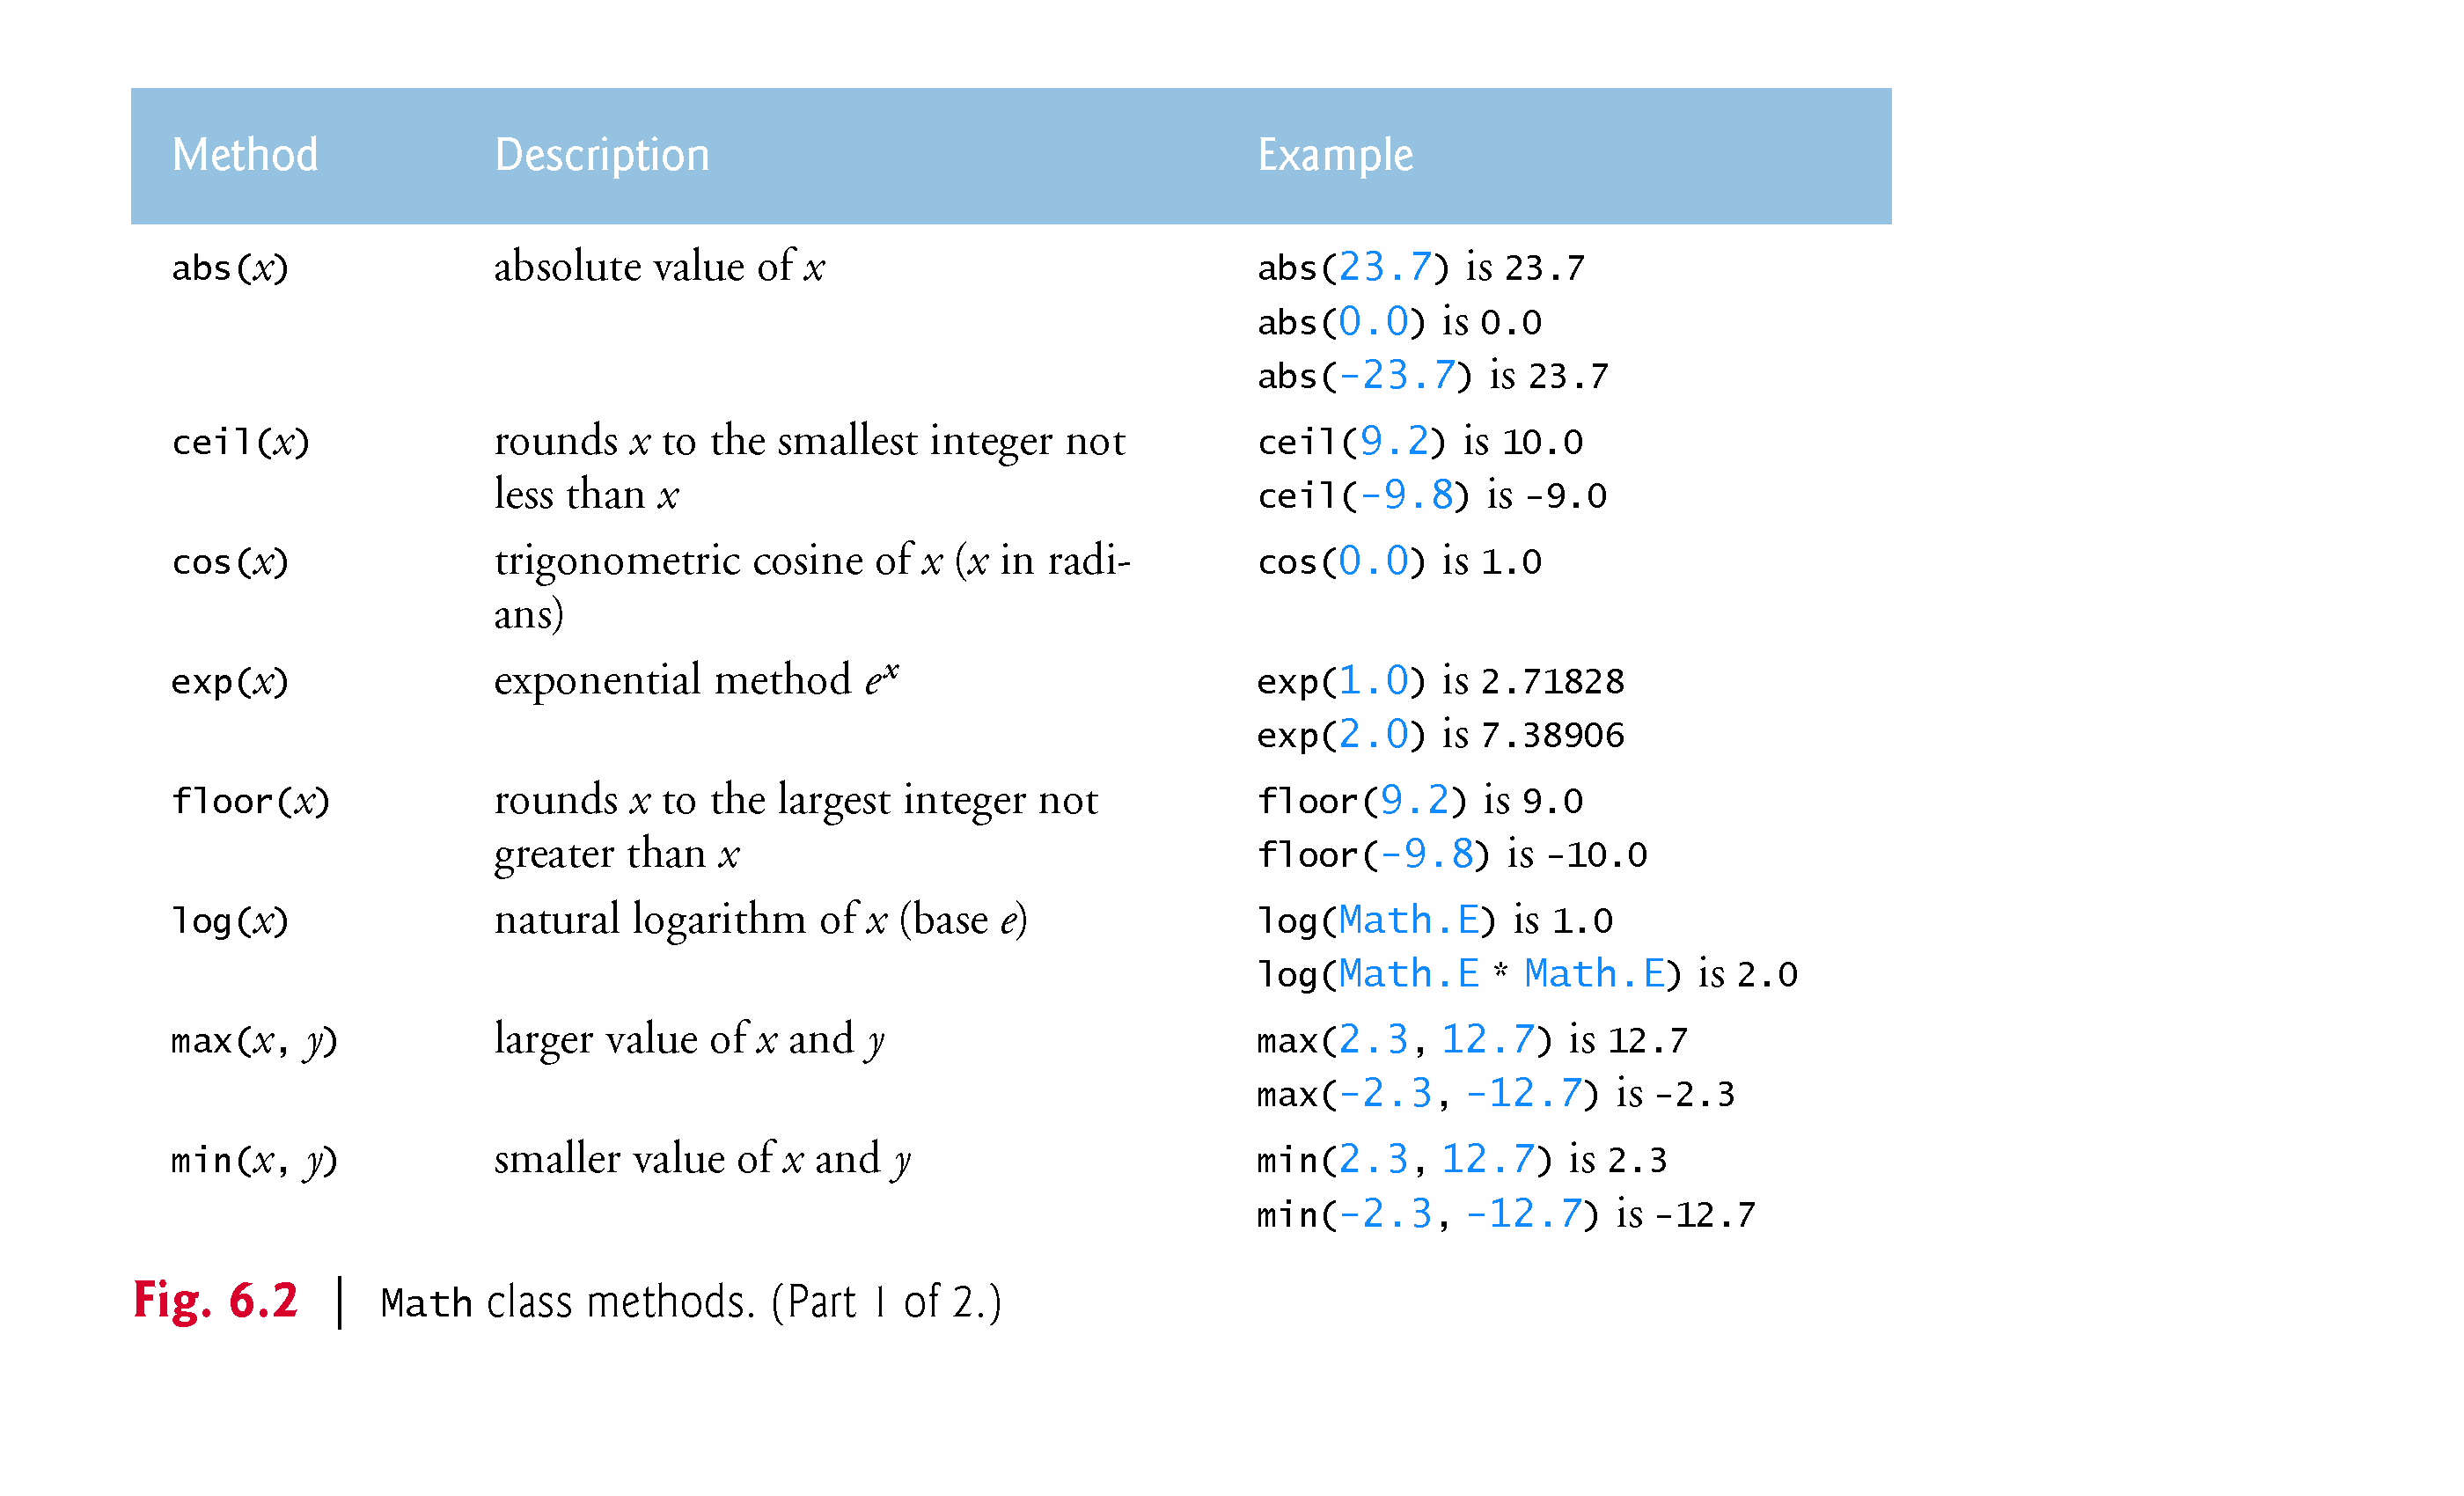 Method Description Example
abs(x) absolute value of x abs(23.7) is 23.7
abs(0.0) is 0.0
abs(-23.7) is 23.7
ceil(x) rounds x to the smallest integer not ceil(9.2) is 10.0
less than x ceil(-9.8) is -9.0
cos(x) trigonometric cosine of x (x in radi- cos(0.0) is 1.0
ans)
exp(x) exponential method eˣ exp(1.0) is 2.71828
exp(2.0) is 7.38906
floor(x) rounds x to the largest integer not floor(9.2) is 9.0
greater than x floor(-9.8) is -10.0
log(x) natural logarithm of x (base e) log(Math.E) is 1.0
log(Math.E * Math.E) is 2.0
max(x, y) larger value of x and y max(2.3, 12.7) is 12.7
max(-2.3, -12.7) is -2.3
min(x, y) smaller value of x and y min(2.3, 12.7) is 2.3
min(-2.3, -12.7) is -12.7
Fig. 6.2 | Math class methods. (Part 1 of 2.)